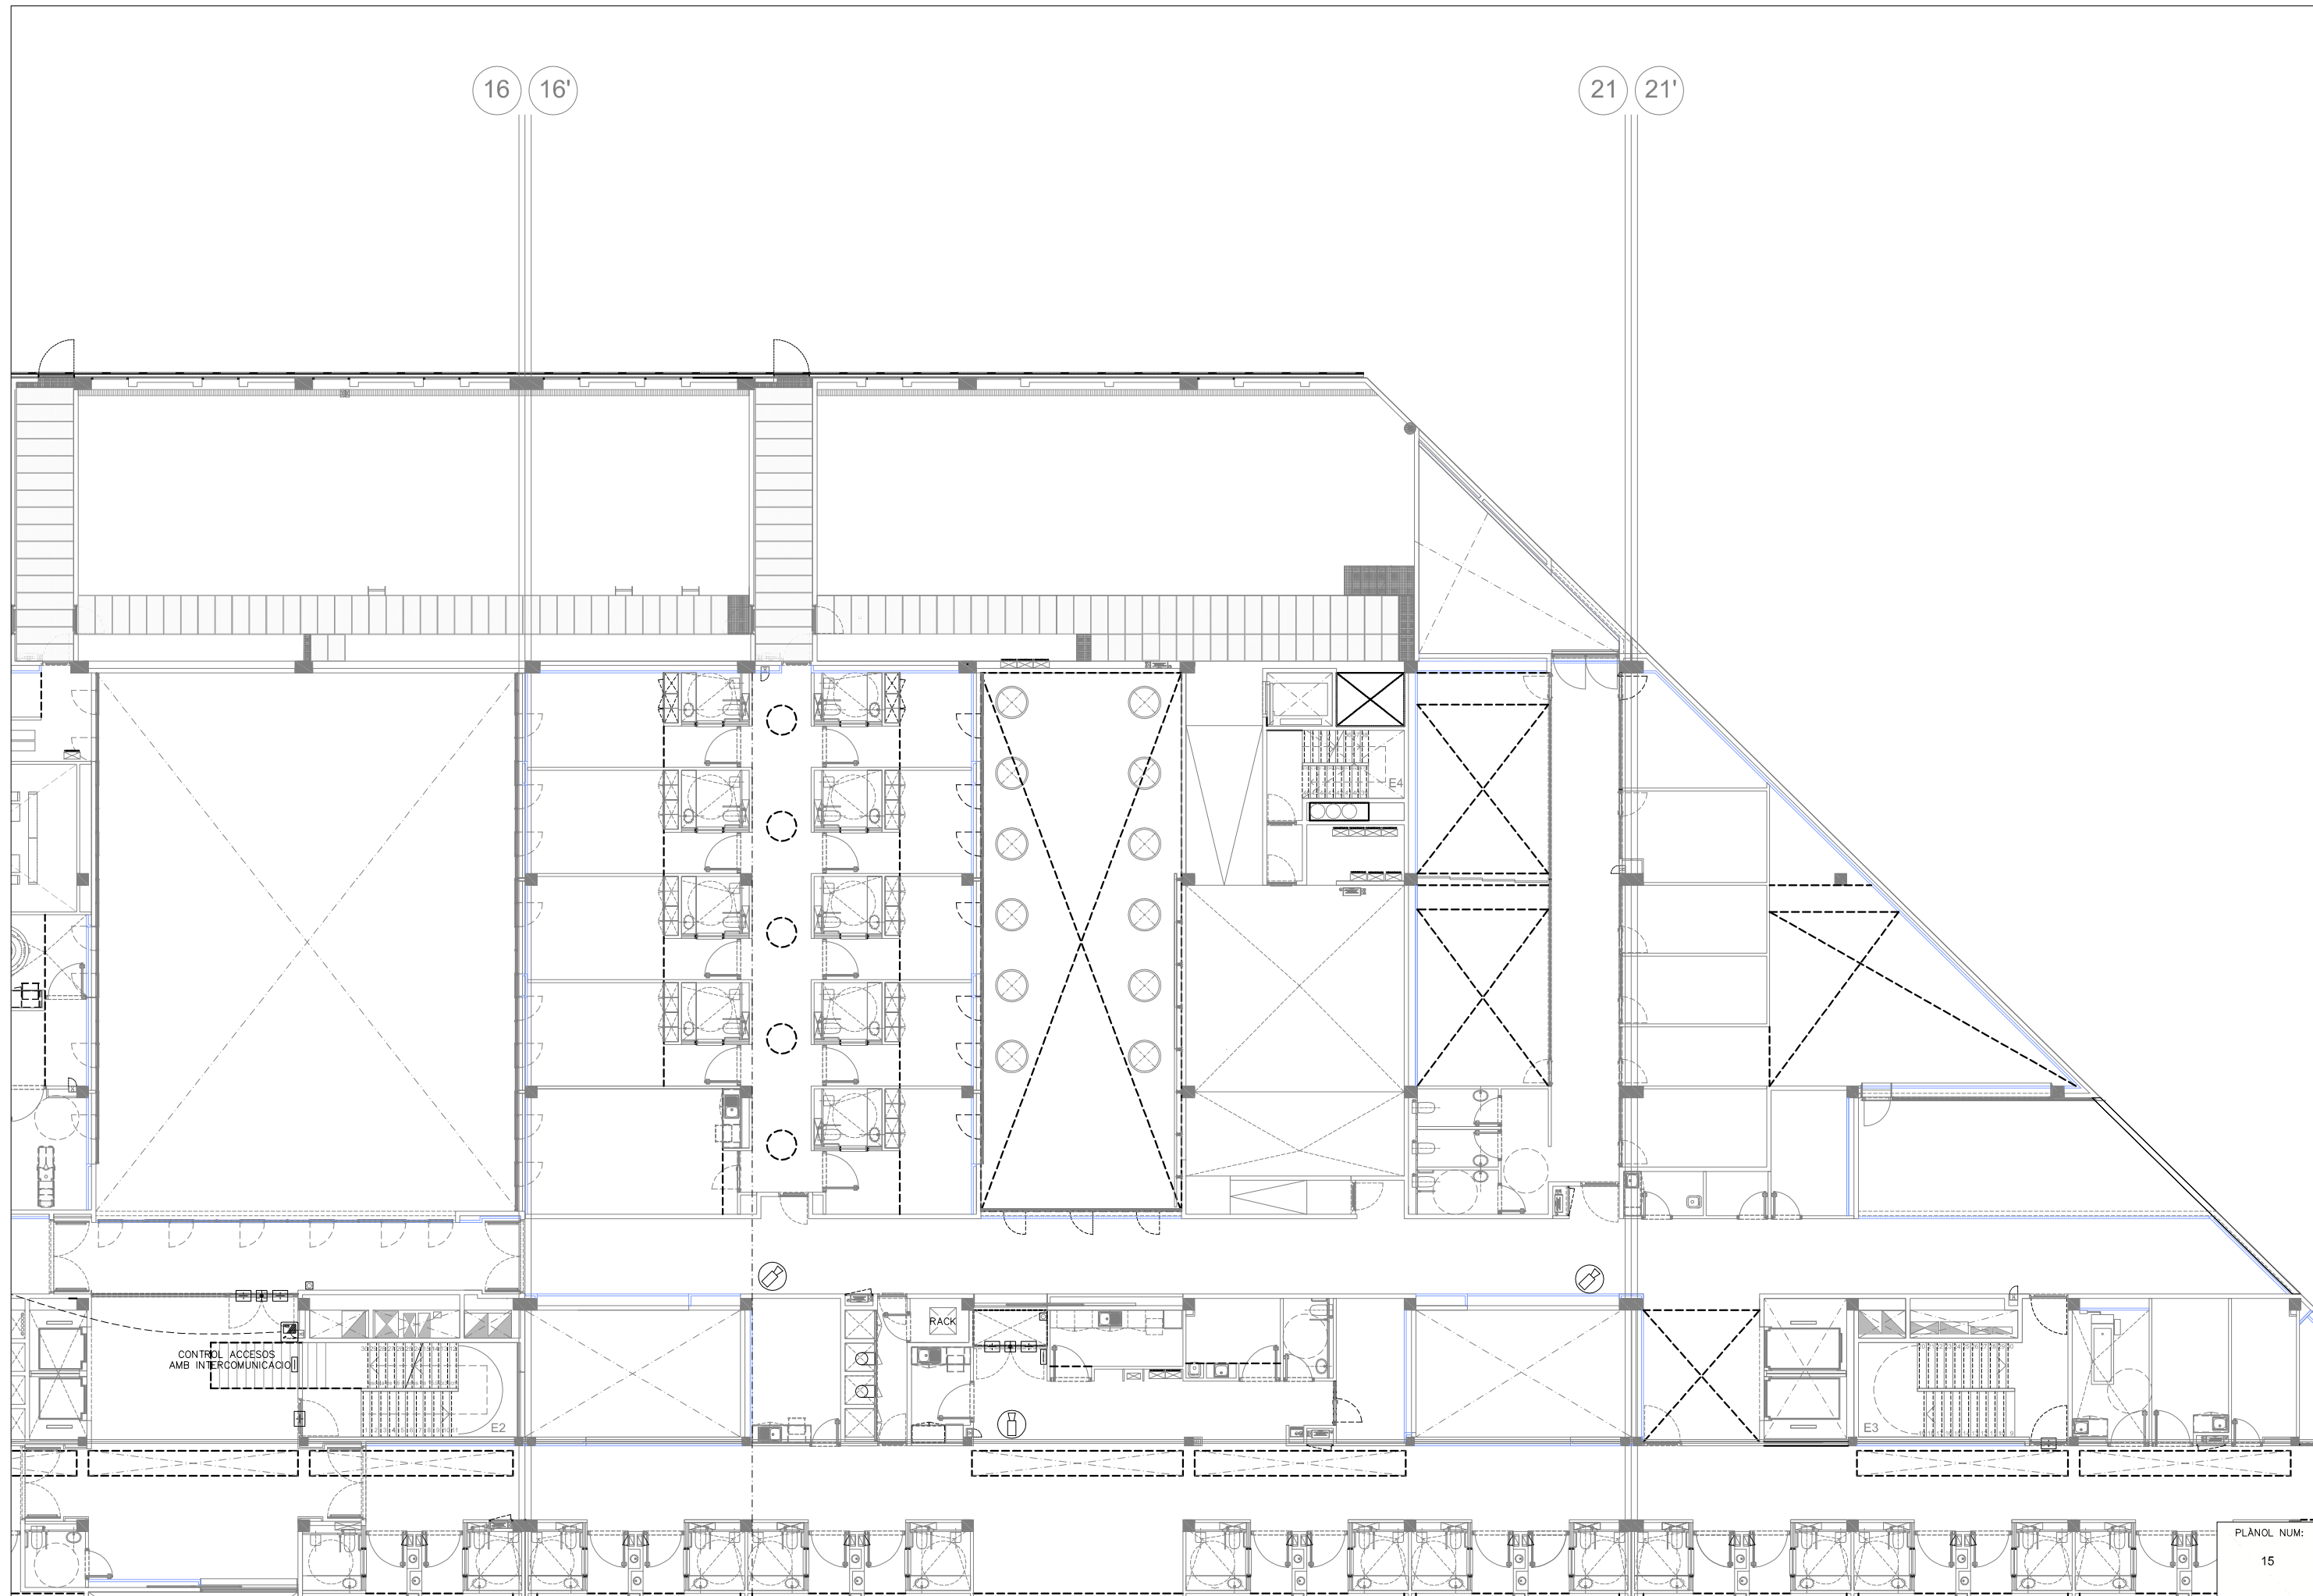 16 16' 21 21'
E4
RACK
CONTROL ACCESOS
AMB INTERCOMUNICACIO
E2
E3
PLÀNOL NUM:
15